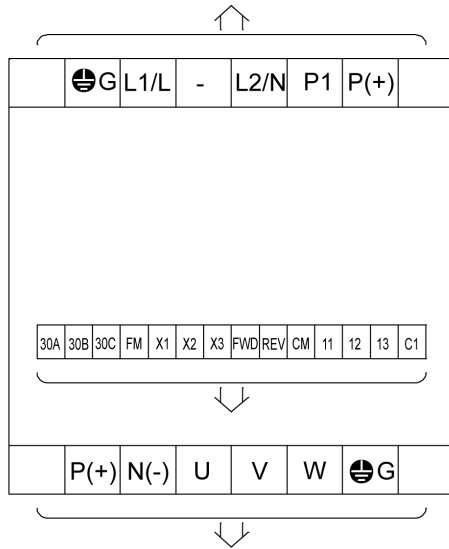 G L1/L - L2/N P1 P(+)
30A 30B 30C FM X1 X2 X3 FWD REV CM 11 12 13 C1
P(+) N(-) U V W G